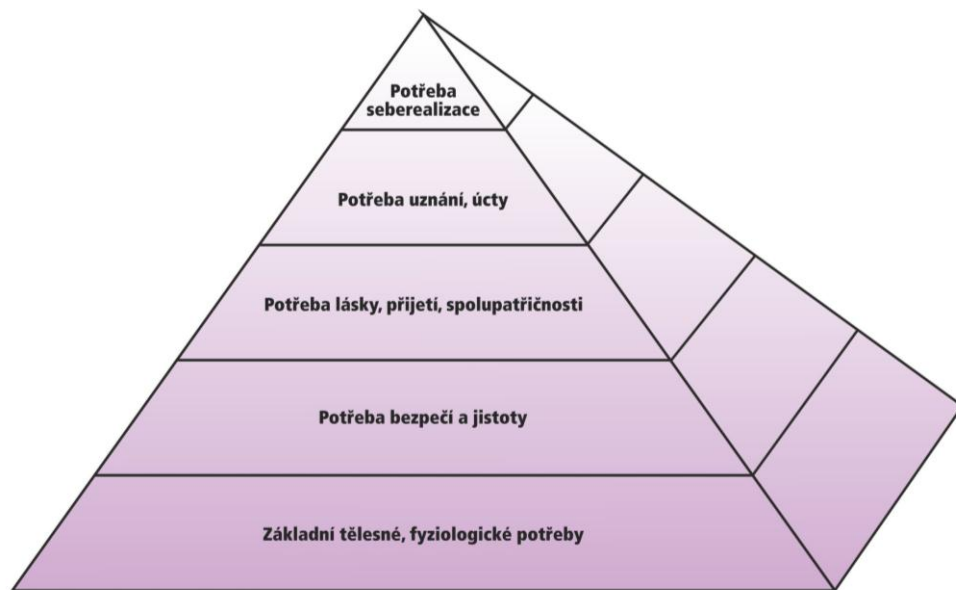 Potřeba
seberealizace
Potřeba uznání, úcty
Potřeba lásky, přijetí, spolupatřičnosti
Potřeba bezpečí a jistoty
Základní tělesné, fyziologické potřeby